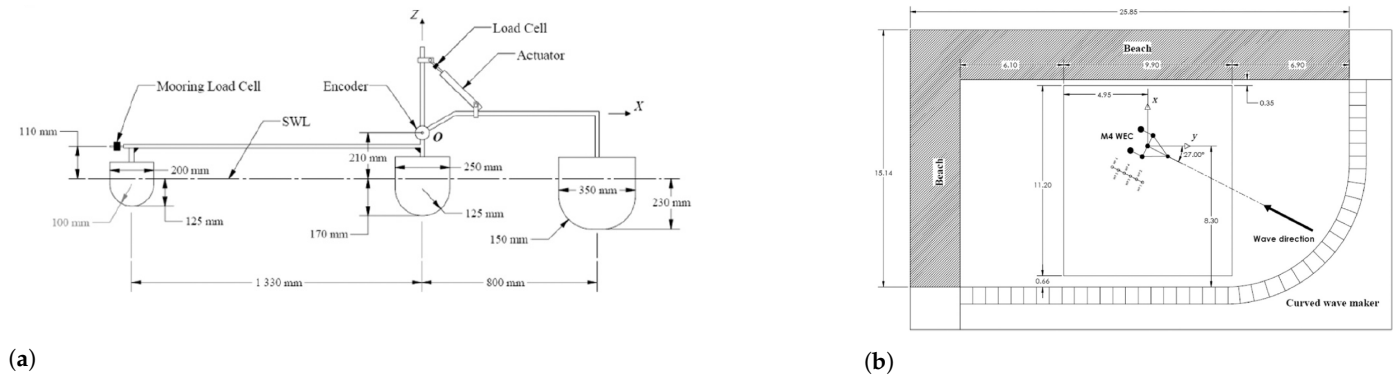 Z
Load Cell
Actuator
Mooring Load Cell
Encoder
X
SWL
O
110 mm
210 mm
200 mm
250 mm
350 mm
230 mm
100 mm
125 mm
125 mm
170 mm
150 mm
1 330 mm
800 mm
(a)
25.85
Beach
6.10
9.90
6.90
4.95
0.35
x
M4 WEC
y
27.00°
15.14
Beach
11.20
8.30
Wave direction
0.66
Curved wave maker
(b)